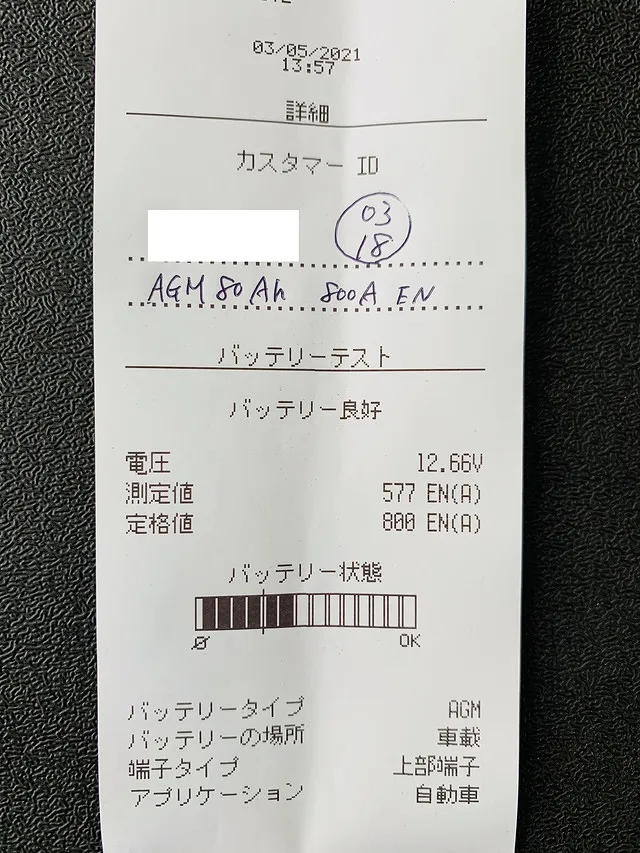 03/05/2021
13:57
詳細
カスタマー ID
03
18
AGM 80 Ah 800A EN
バッテリーテスト
バッテリー良好
電圧 12.66V
測定値 577 EN(A)
定格値 800 EN(A)
バッテリー状態
0 OK
バッテリータイプ AGM
バッテリーの場所 車載
端子タイプ 上部端子
アプリケーション 自動車